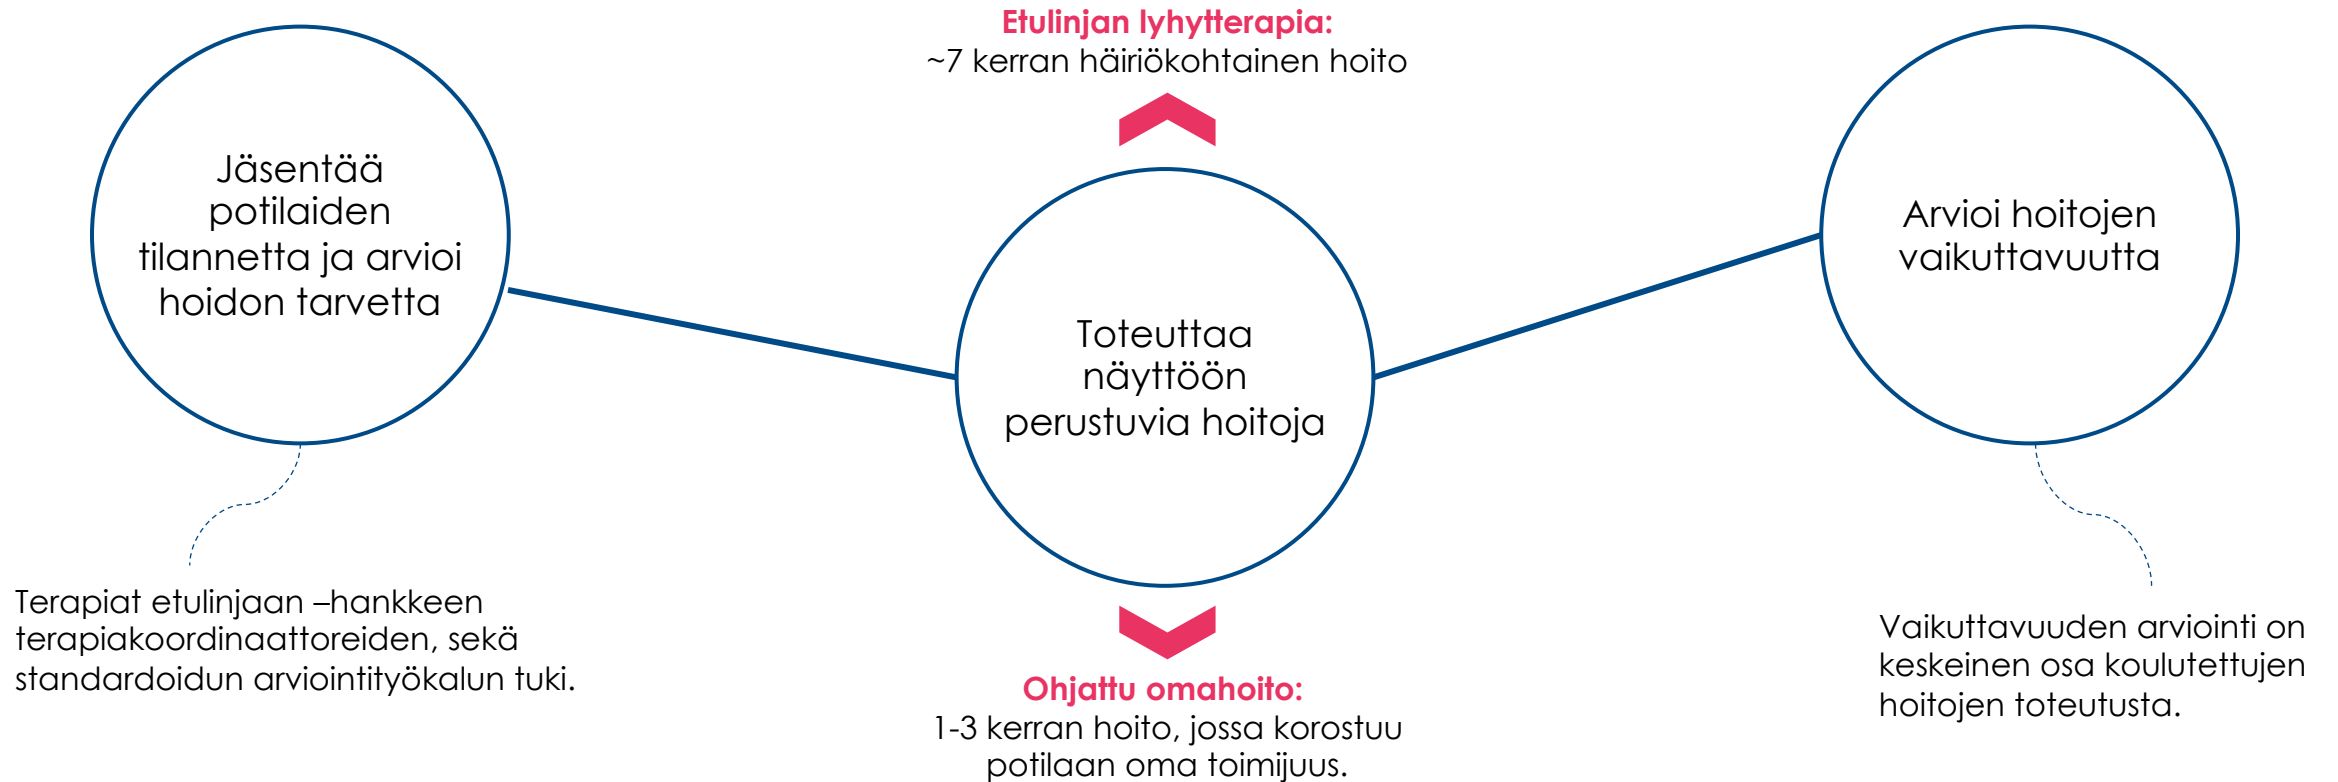 Etulinjan lyhytterapia:
~7 kerran häiriökohtainen hoito
Jäsentää
potilaiden
tilannetta ja arvioi
hoidon tarvetta
Toteuttaa
näyttöön
perustuvia hoitoja
Arvioi hoitojen
vaikuttavuutta
Terapiat etulinjaan –hankkeen
terapiakoordinaattoreiden, sekä
standardoidun arviointityökalun tuki.
Ohjattu omahoito:
1-3 kerran hoito, jossa korostuu
potilaan oma toimijuus.
Vaikuttavuuden arviointi on
keskeinen osa koulutettujen
hoitojen toteutusta.